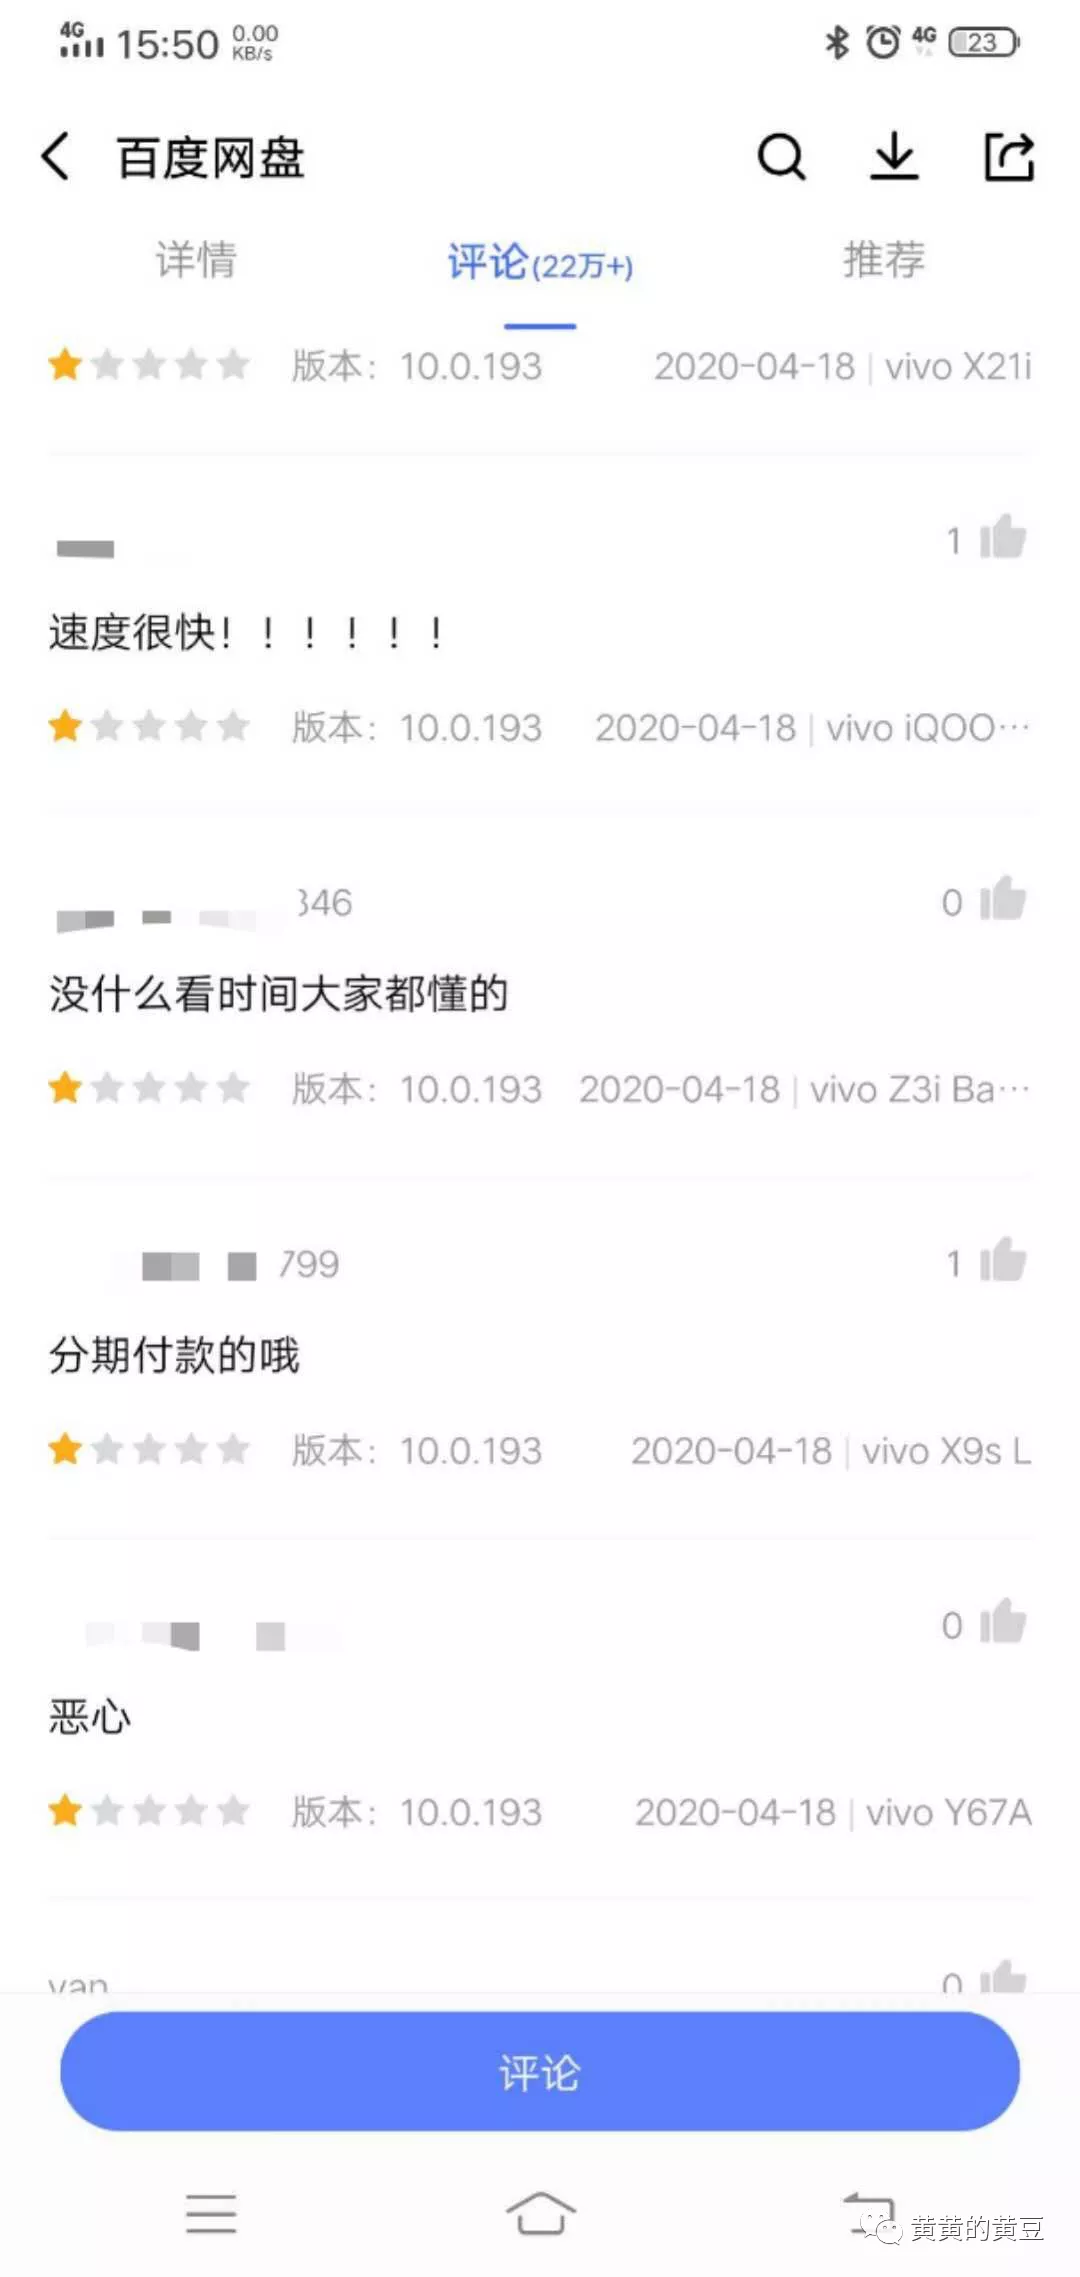 4G 15:50 0.00 KB/s 4G 23
百度网盘
详情 评论(22万+) 推荐
版本：10.0.193 2020-04-18 | vivo X21i
1
速度很快！！！！！！
版本：10.0.193 2020-04-18 | vivo iQOO…
346 0
没什么看时间大家都懂的
版本：10.0.193 2020-04-18 | vivo Z3i Ba…
799 1
分期付款的哦
版本：10.0.193 2020-04-18 | vivo X9s L
0
恶心
版本：10.0.193 2020-04-18 | vivo Y67A
van 0
评论
黄黄的黄豆